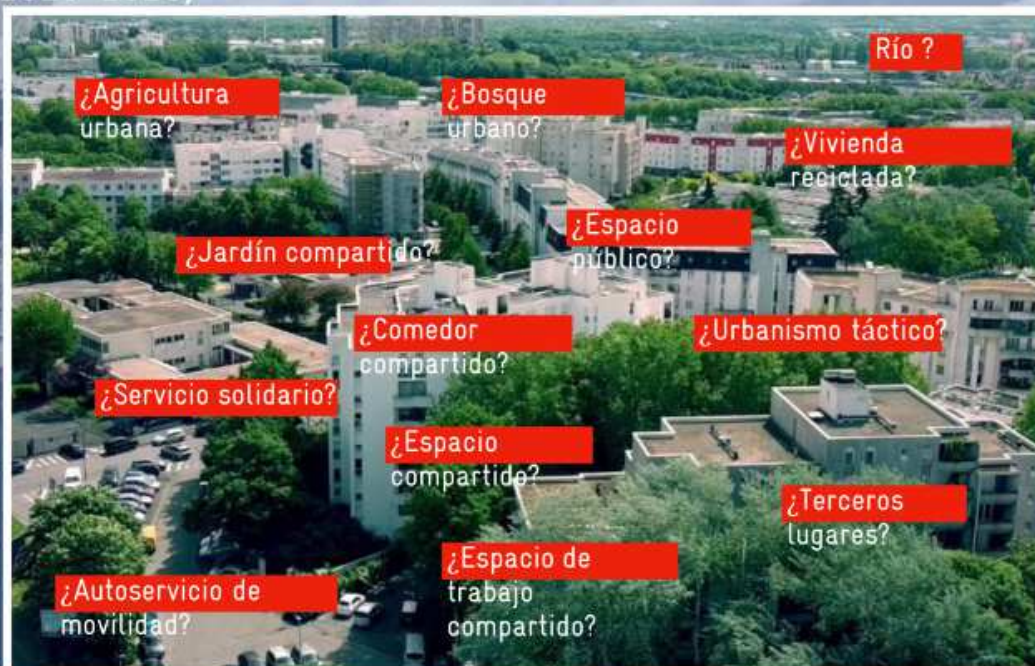 Río ?
¿Agricultura
urbana?
¿Bosque
urbano?
¿Vivienda
reciclada?
¿Espacio
público?
¿Jardín compartido?
¿Comedor
compartido?
¿Urbanismo táctico?
¿Servicio solidario?
¿Espacio
compartido?
¿Terceros
lugares?
¿Espacio de
trabajo
compartido?
¿Autoservicio de
movilidad?